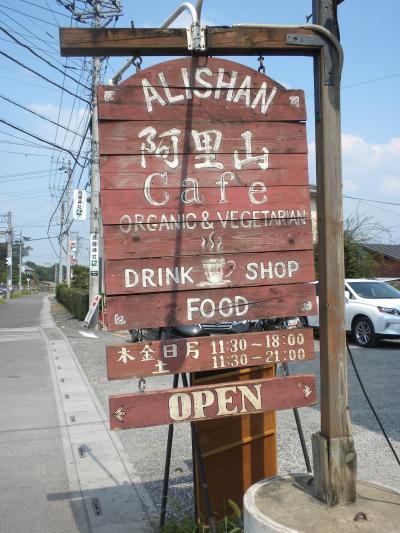 ALISHAN
阿里山
Cafe
ORGANIC & VEGETARIAN
DRINK SHOP
FOOD
木金日月 11:30~18:00
土 11:30~21:00
OPEN